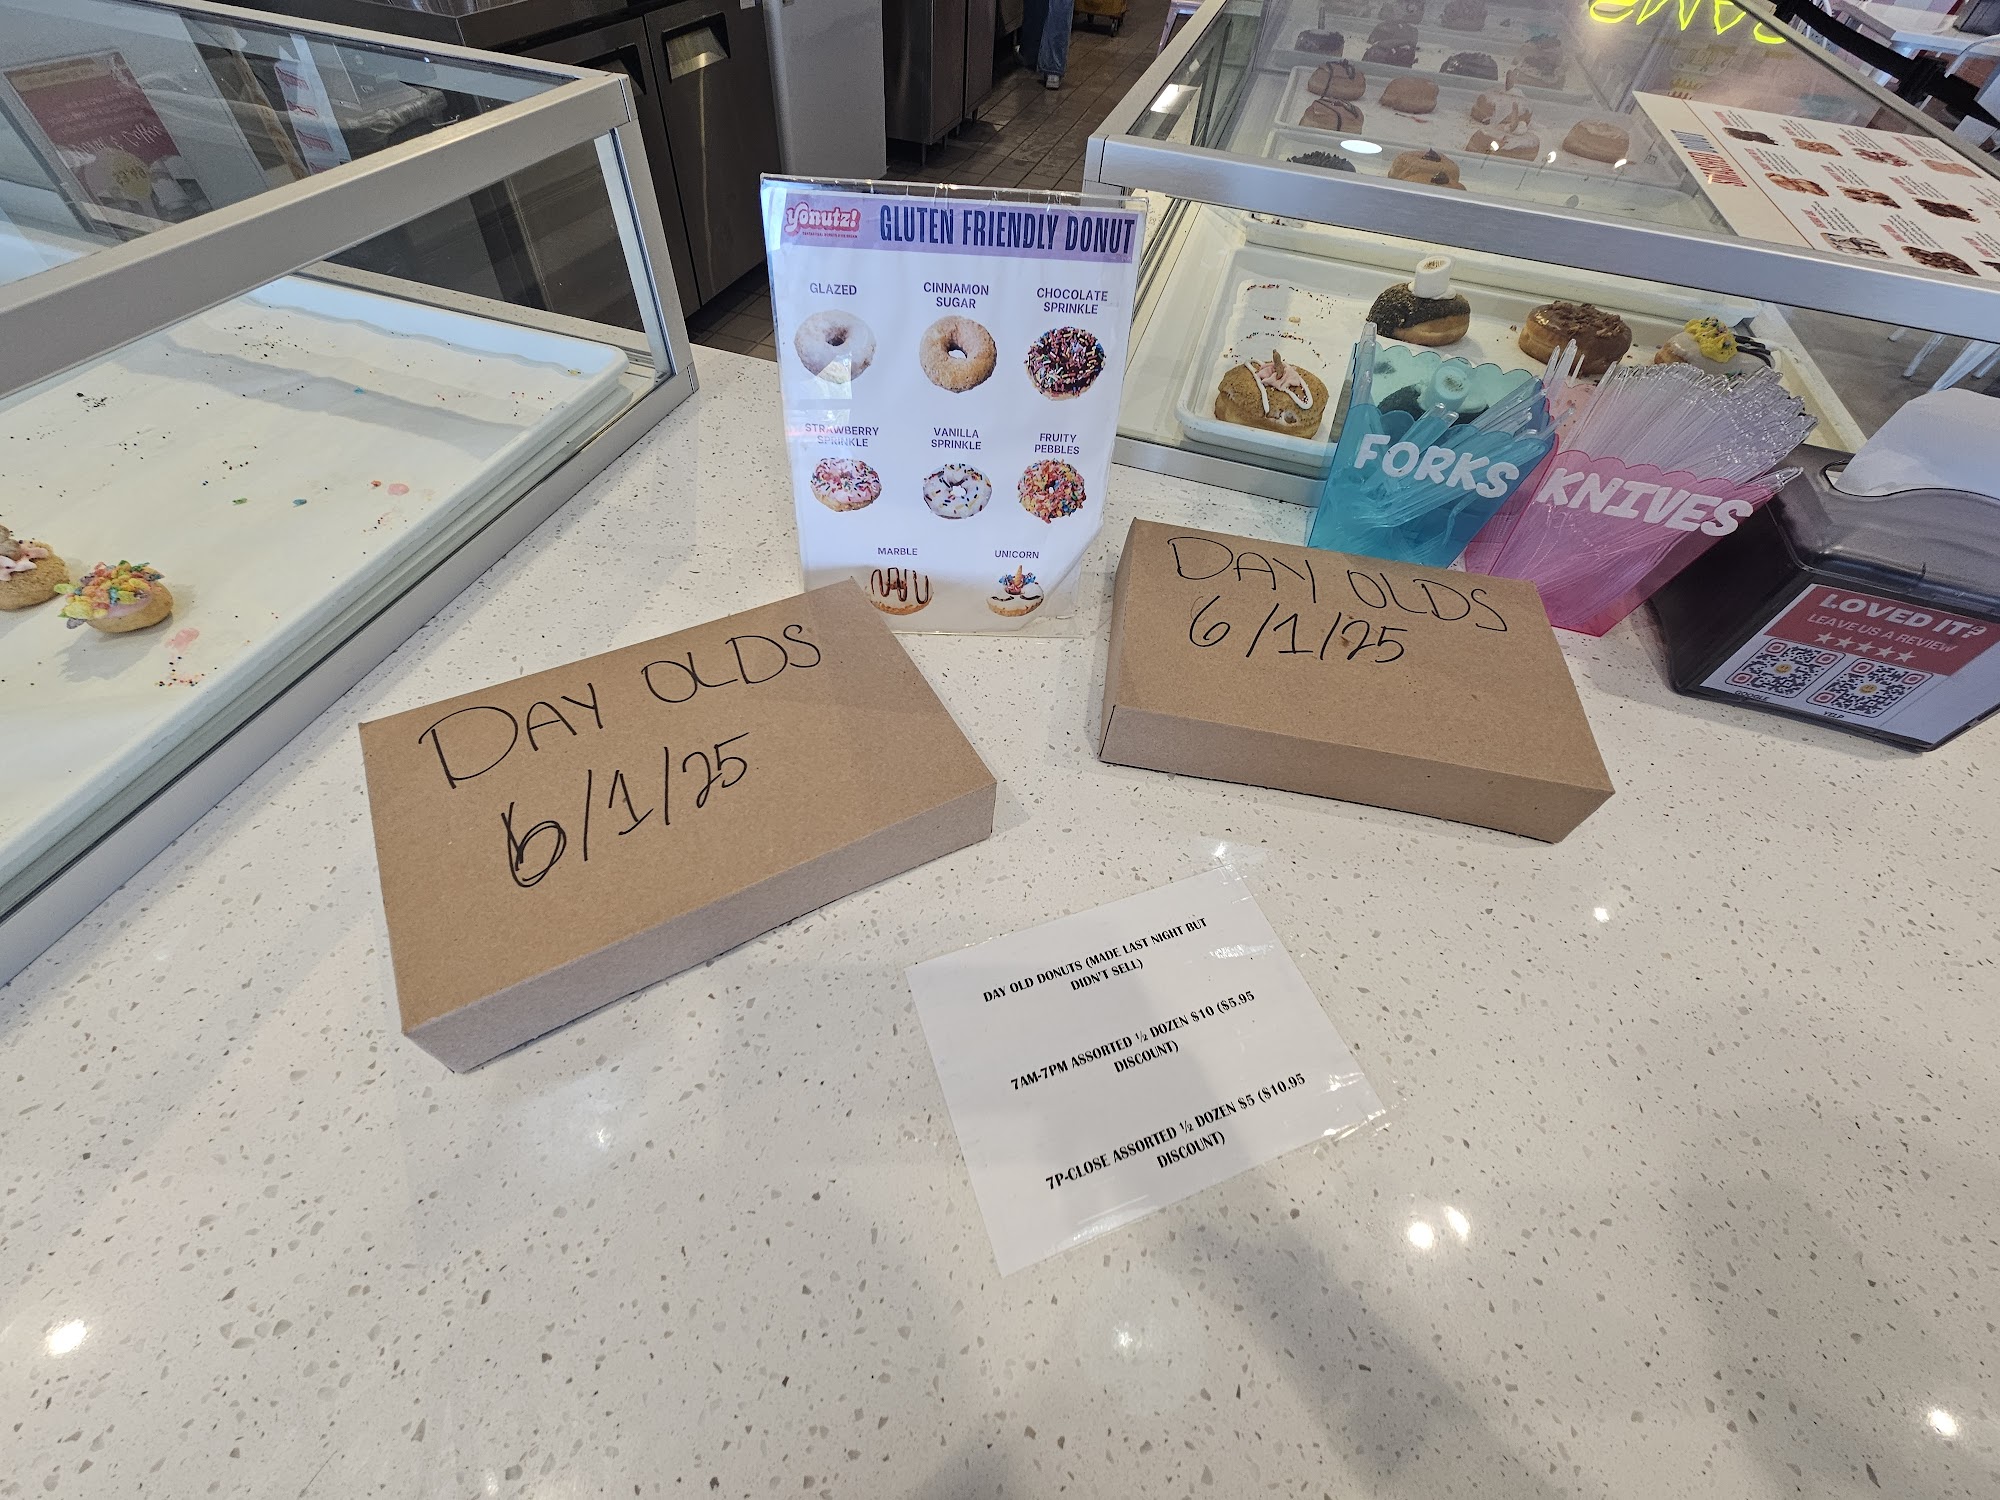 yonutz!
GLUTEN FRIENDLY DONUT
GLAZED
CINNAMON
SUGAR
CHOCOLATE
SPRINKLE
STRAWBERRY
SPRINKLE
VANILLA
SPRINKLE
FRUITY
PEBBLES
MARBLE
UNICORN
FORKS
KNIVES
DAY OLDS
6/1/25
DAY OLDS
6/1/25
LOVED IT?
LEAVE US A REVIEW
GOOGLE
YELP
DAY OLD DONUTS (MADE LAST NIGHT BUT
DIDN'T SELL)
7AM-7PM ASSORTED ½ DOZEN $10 ($5.95
DISCOUNT)
7P-CLOSE ASSORTED ½ DOZEN $5 ($10.95
DISCOUNT)